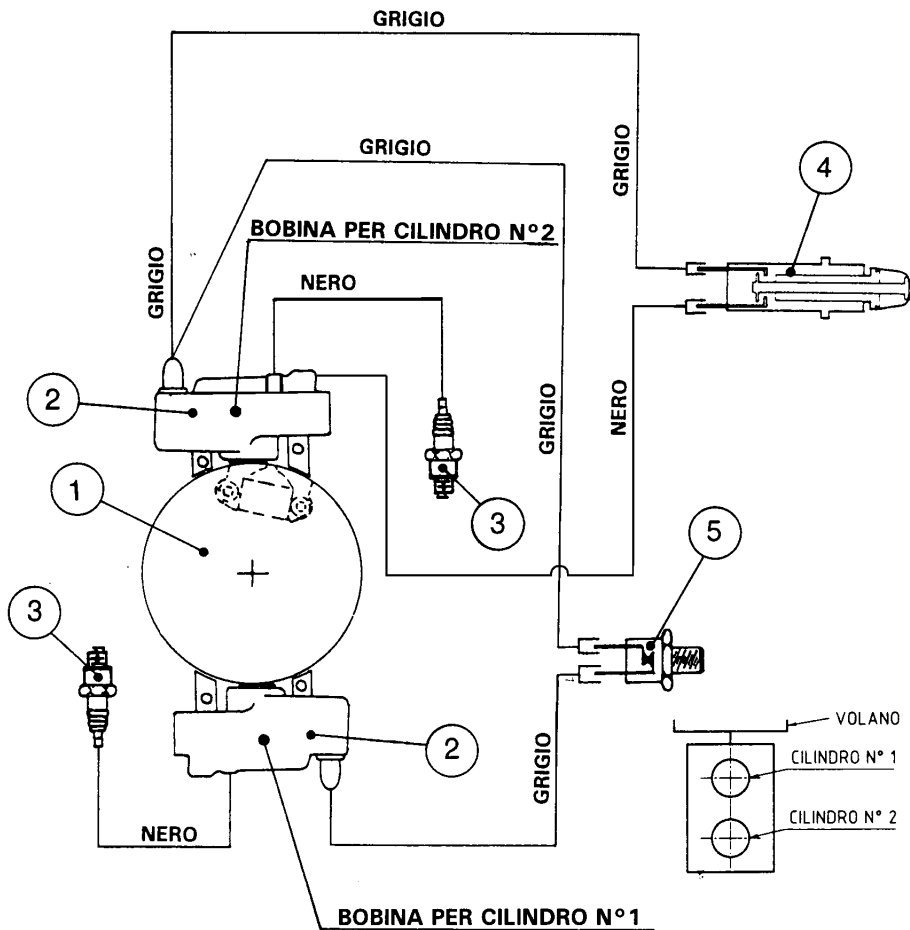 GRIGIO
GRIGIO
GRIGIO
GRIGIO
BOBINA PER CILINDRO N°2
NERO
4
2
GRIGIO
NERO
1
3
5
3
VOLANO
CILINDRO N° 1
2
GRIGIO
CILINDRO N° 2
NERO
BOBINA PER CILINDRO N°1